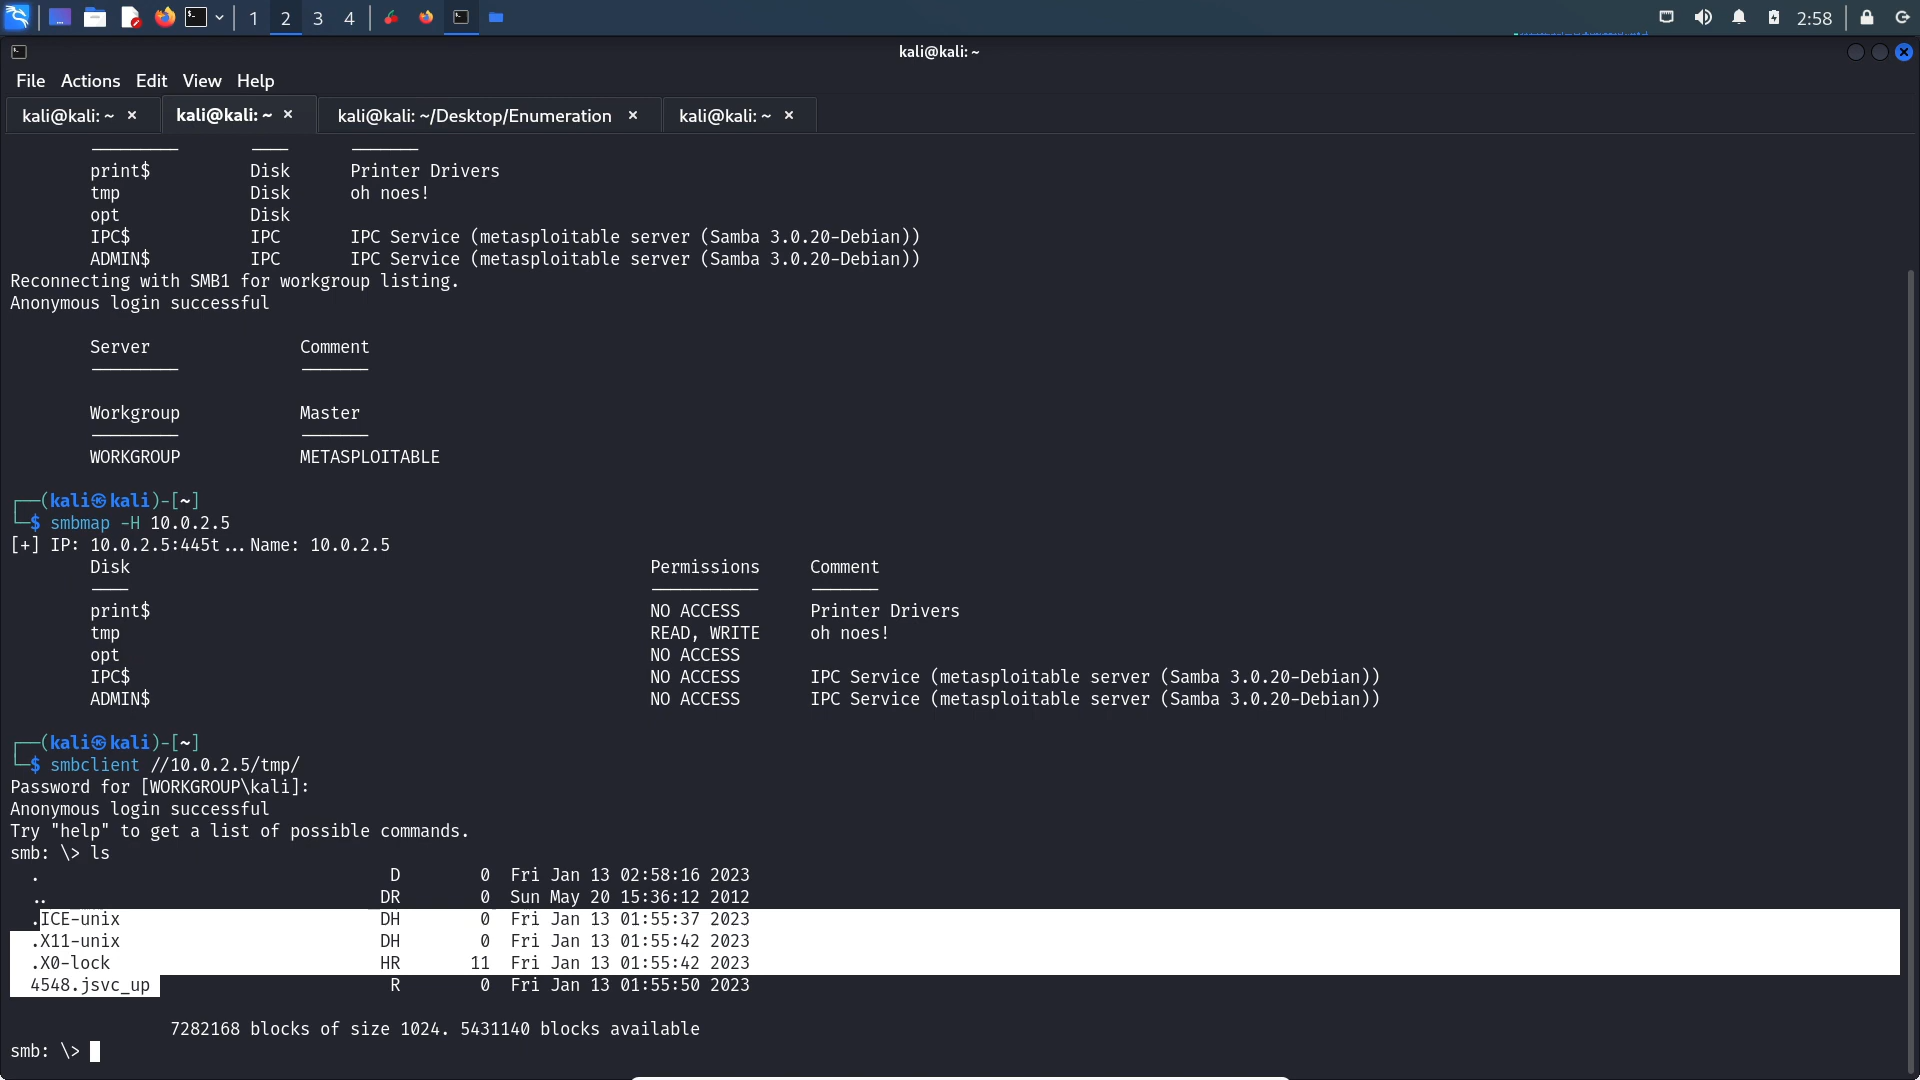 1 2 3 4 2:58
kali@kali: ~
File Actions Edit View Help
kali@kali: ~ × kali@kali: ~ × kali@kali: ~/Desktop/Enumeration × kali@kali: ~ ×
print$ Disk Printer Drivers
tmp Disk oh noes!
opt Disk
IPC$ IPC IPC Service (metasploitable server (Samba 3.0.20-Debian))
ADMIN$ IPC IPC Service (metasploitable server (Samba 3.0.20-Debian))
Reconnecting with SMB1 for workgroup listing.
Anonymous login successful
Server Comment
Workgroup Master
WORKGROUP METASPLOITABLE
┌──(kali㉿kali)-[~]
└─$ smbmap -H 10.0.2.5
[+] IP: 10.0.2.5:445t... Name: 10.0.2.5
Disk Permissions Comment
print$ NO ACCESS Printer Drivers
tmp READ, WRITE oh noes!
opt NO ACCESS
IPC$ NO ACCESS IPC Service (metasploitable server (Samba 3.0.20-Debian))
ADMIN$ NO ACCESS IPC Service (metasploitable server (Samba 3.0.20-Debian))
┌──(kali㉿kali)-[~]
└─$ smbclient //10.0.2.5/tmp/
Password for [WORKGROUP\kali]:
Anonymous login successful
Try "help" to get a list of possible commands.
smb: \> ls
. D 0 Fri Jan 13 02:58:16 2023
.. DR 0 Sun May 20 15:36:12 2012
.ICE-unix DH 0 Fri Jan 13 01:55:37 2023
.X11-unix DH 0 Fri Jan 13 01:55:42 2023
.X0-lock HR 11 Fri Jan 13 01:55:42 2023
4548.jsvc_up R 0 Fri Jan 13 01:55:50 2023
7282168 blocks of size 1024. 5431140 blocks available
smb: \>